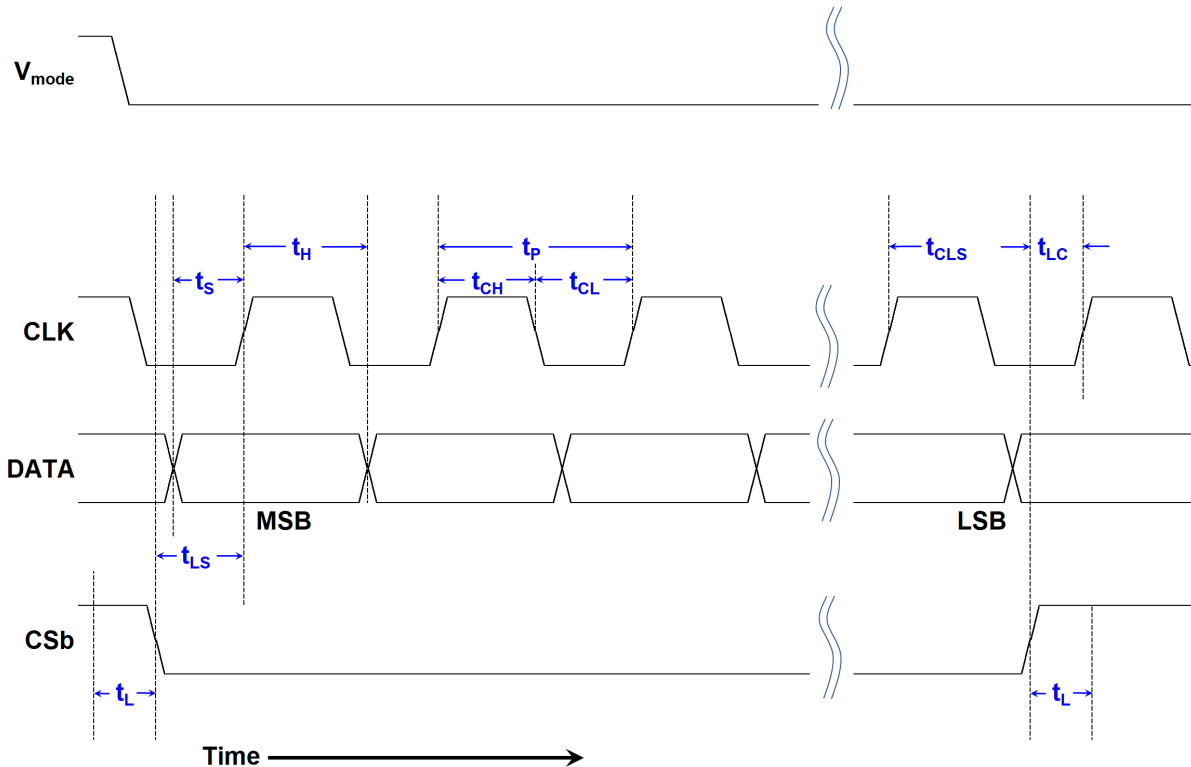 Vmode
tH
tP
tCLS
tLC
tS
tCH
tCL
CLK
DATA
MSB
LSB
tLS
CSb
tL
tL
Time